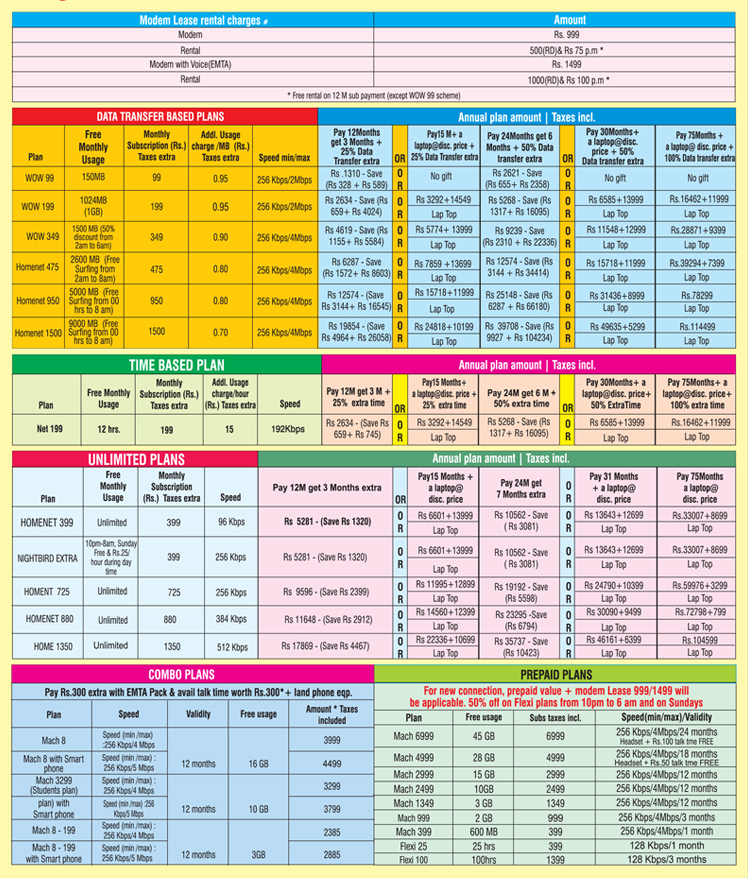 Modem Lease rental charges # Amount
Modem Rs. 999
Rental 500(RD)& Rs 75 p.m *
Modem with Voice(EMTA) Rs. 1499
Rental 1000(RD)& Rs 100 p.m *
* Free rental on 12 M sub payment (except WOW 99 scheme)
DATA TRANSFER BASED PLANS Annual plan amount | Taxes incl.
Plan Free Monthly Usage Monthly Subscription (Rs.) Taxes extra Addl. Usage charge /MB (Rs.) Taxes extra Speed min/max Pay 12Months get 3 Months + 25% Data Transfer extra OR Pay15 M+ a laptop@disc. price + 25% Data Transfer extra Pay 24Months get 6 Months + 50% Data transfer extra OR Pay 30Months+ a laptop@disc. price + 50% Data transfer extra Pay 75Months+ a laptop@ disc. price + 100% Data transfer extra
WOW 99 150MB 99 0.95 256 Kbps/2Mbps Rs .1310 - Save (Rs 328 + Rs 589) OR No gift Rs 2621 - Save (Rs 655+ Rs 2358) OR No gift No gift
WOW 199 1024MB (1GB) 199 0.95 256 Kbps/2Mbps Rs 2634 - Save (Rs 659+ Rs 4024) OR Rs 3292+14549 Lap Top Rs 5268 - Save (Rs 1317+ Rs 16095) OR Rs 6585+13999 Lap Top Rs.16462+11999 Lap Top
WOW 349 1500 MB (50% discount from 2am to 6am) 349 0.90 256 Kbps/4Mbps Rs 4619 - Save (Rs 1155+ Rs 5584) OR Rs 5774+ 13999 Lap Top Rs 9239 - Save (Rs 2310 + Rs 22336) OR Rs 11548+12999 Lap Top Rs.28871+9399 Lap Top
Homenet 475 2600 MB (Free Surfing from 2am to 8am) 475 0.80 256 Kbps/4Mbps Rs 6287 - Save (Rs 1572+ Rs 8603) OR Rs 7859 + 13699 Lap Top Rs 12574 - Save (Rs 3144 + Rs 34414) OR Rs 15718+11999 Lap Top Rs.39294+7399 Lap Top
Homenet 950 5000 MB (Free Surfing from 00 hrs to 8 am) 950 0.80 256 Kbps/4Mbps Rs 12574 - (Save Rs 3144+ Rs 16545) OR Rs 15718+11999 Lap Top Rs 25148 - Save (Rs 6287 + Rs 66180) OR Rs 31436+8999 Lap Top Rs.78299 Lap Top
Homenet 1500 9000 MB (Free Surfing from 00 hrs to 8 am) 1500 0.70 256 Kbps/4Mbps Rs 19854 - (Save Rs 4964+ Rs 26058) OR Rs 24818+10199 Lap Top Rs 39708 - Save (Rs 9927 + Rs 104234) OR Rs 49635+5299 Lap Top Rs.114499 Lap Top
TIME BASED PLAN Annual plan amount | Taxes incl.
Plan Free Monthly Usage Monthly Subscription (Rs.) Taxes extra Addl. Usage charge/hour (Rs.) Taxes extra Speed Pay 12M get 3 M + 25% extra time OR Pay15 Months+ a laptop@disc. price + 25% extra time Pay 24M get 6 M + 50% extra time OR Pay 30Months+ a laptop@disc. price+ 50% ExtraTime Pay 75Months+ a laptop@disc. price+ 100% extra time
Net 199 12 hrs. 199 15 192Kbps Rs 2634 - (Save Rs 659+ Rs 745) OR Rs 3292+14549 Lap Top Rs 5268 - Save (Rs 1317+ Rs 16095) OR Rs 6585+13999 Lap Top Rs.16462+11999 Lap Top
UNLIMITED PLANS Annual plan amount | Taxes incl.
Plan Free Monthly Usage Monthly Subscription (Rs.) Taxes extra Speed Pay 12M get 3 Months extra OR Pay15 Months + a laptop@ disc. price Pay 24M get 7 Months extra OR Pay 31 Months + a laptop@ disc. price Pay 75Months a laptop@ disc. price
HOMENET 399 Unlimited 399 96 Kbps Rs 5281 - (Save Rs 1320) OR Rs 6601+13999 Lap Top Rs 10562 - Save ( Rs 3081) OR Rs 13643+12699 Lap Top Rs.33007+8699 Lap Top
NIGHTBIRD EXTRA 10pm-8am, Sunday Free & Rs.25/ hour during day time 399 256 Kbps Rs 5281 - (Save Rs 1320) OR Rs 6601+13999 Lap Top Rs 10562 - Save ( Rs 3081) OR Rs 13643+12699 Lap Top Rs.33007+8699 Lap Top
HOMENT 725 Unlimited 725 256 Kbps Rs 9596 - (Save Rs 2399) OR Rs 11995+12899 Lap Top Rs 19192 - Save (Rs 5598) OR Rs 24790+10399 Lap Top Rs.59976+3299 Lap Top
HOMENET 880 Unlimited 880 384 Kbps Rs 11648 - (Save Rs 2912) OR Rs 14560+12399 Lap Top Rs 23295 -Save (Rs 6794) OR Rs 30090+9499 Lap Top Rs.72798+799 Lap Top
HOME 1350 Unlimited 1350 512 Kbps Rs 17869 - (Save Rs 4467) OR Rs 22336+10699 Lap Top Rs 35737 - Save (Rs 10423) OR Rs 46161+6399 Lap Top Rs.104599 Lap Top
COMBO PLANS
Pay Rs.300 extra with EMTA Pack & avail talk time worth Rs.300*+ land phone eqp.
Plan Speed Validity Free usage Amount * Taxes included
Mach 8 Speed (min /max) :256 Kbps/4 Mbps 3999
Mach 8 with Smart phone Speed (min /max) : 256 Kbps/5 Mbps 12 months 16 GB 4499
Mach 3299 (Students plan) Speed (min /max) : 256 Kbps/4 Mbps 3299
plan) with Smart phone Speed (min /max) :256 Kbps/5 Mbps 12 months 10 GB 3799
Mach 8 - 199 Speed (min /max) : 256 Kbps/4 Mbps 2385
Mach 8 - 199 with Smart phone Speed (min /max) : 256 Kbps/5 Mbps 12 months 3GB 2885
PREPAID PLANS
For new connection, prepaid value + modem Lease 999/1499 will
be applicable. 50% off on Flexi plans from 10pm to 6 am and on Sundays
Plan Free usage Subs taxes incl. Speed(min/max)/Validity
Mach 6999 45 GB 6999 256 Kbps/4Mbps/24 months Headset + Rs.100 talk tme FREE
Mach 4999 28 GB 4999 256 Kbps/4Mbps/18 months Headset + Rs.50 talk tme FREE
Mach 2999 15 GB 2999 256 Kbps/4Mbps/12 months
Mach 2499 10GB 2499 256 Kbps/4Mbps/12 months
Mach 1349 3 GB 1349 256 Kbps/4Mbps/12 months
Mach 999 2 GB 999 256 Kbps/4Mbps/3 months
Mach 399 600 MB 399 256 Kbps/4Mbps/1 month
Flexi 25 25 hrs 399 128 Kbps/1 month
Flexi 100 100hrs 1399 128 Kbps/3 months